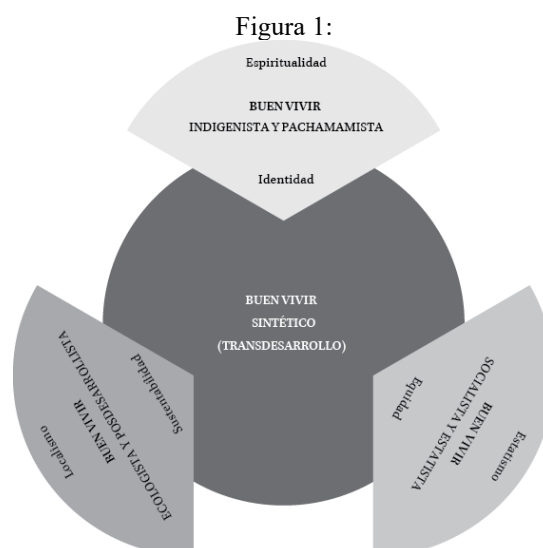 Figura 1:
Espiritualidad
BUEN VIVIR
INDIGENISTA Y PACHAMAMISTA
Identidad
BUEN VIVIR
SINTÉTICO
(TRANSDESARROLLO)
Sustentabilidad
ECOLOGISTA Y POSDESARROLLISTA
BUEN VIVIR
Localismo
Equidad
SOCIALISTA Y ESTATISTA
BUEN VIVIR
Estatismo